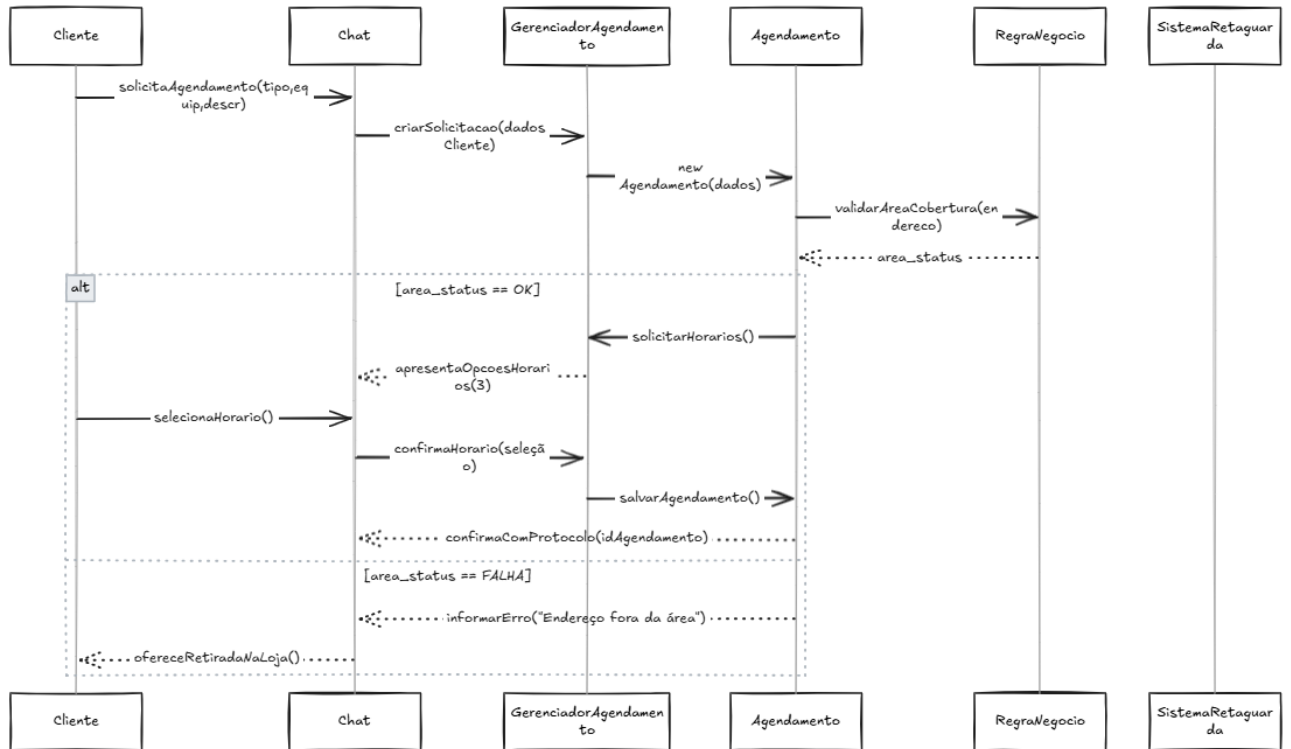 Cliente
Chat
GerenciadorAgendamen
to
Agendamento
RegraNegocio
SistemaRetaguar
da
solicitaAgendamento(tipo,eq
uip,descr)
criarSolicitacao(dados
Cliente)
new
Agendamento(dados)
validarAreaCobertura(en
dereco)
area_status
alt
[area_status == OK]
solicitarHorarios()
apresentaOpcoesHorari
os(3)
selecionaHorario()
confirmaHorario(seleçã
o)
salvarAgendamento()
confirmaComProtocolo(idAgendamento)
[area_status == FALHA]
informarErro("Endereço fora da área")
ofereceRetiradaNaLoja()
Cliente
Chat
GerenciadorAgendamen
to
Agendamento
RegraNegocio
SistemaRetaguar
da